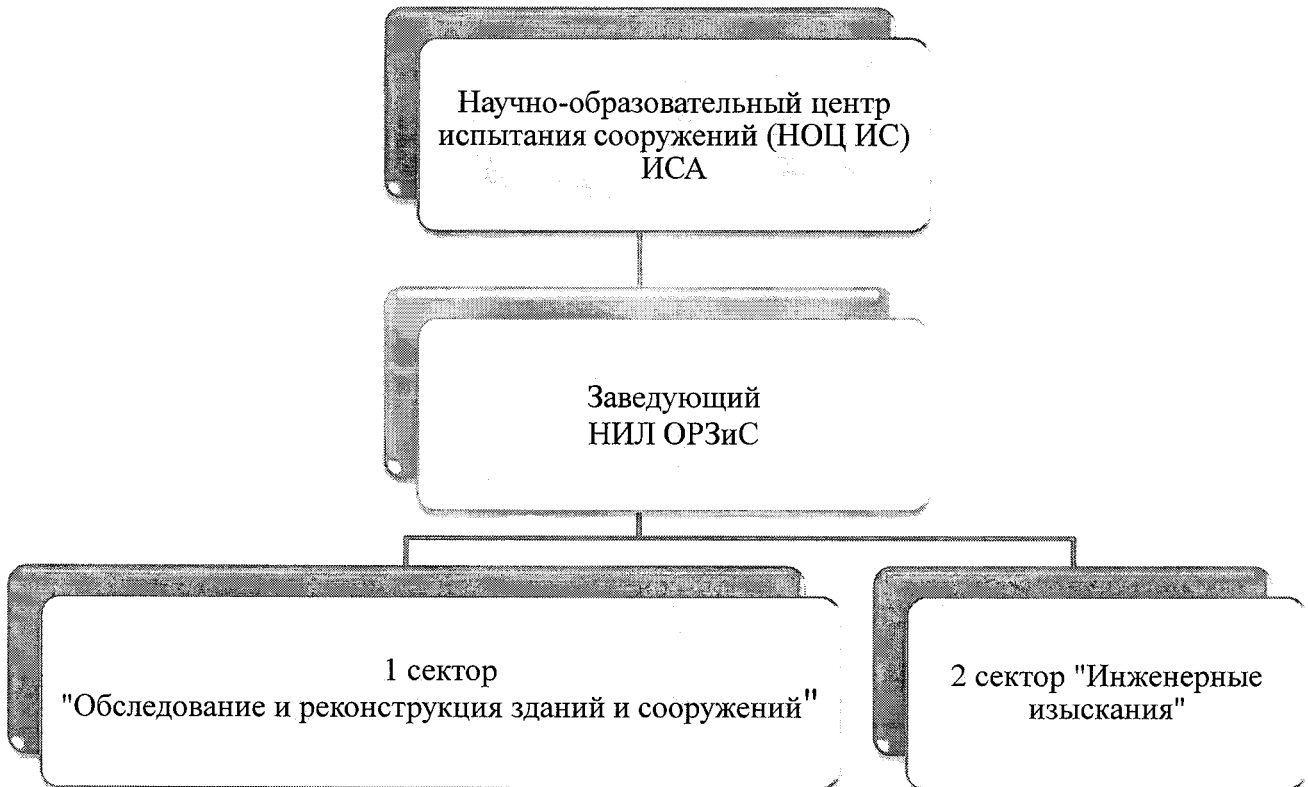 Научно-образовательный центр
испытания сооружений (НОЦ ИС)
ИСА
Заведующий
НИЛ ОРЗиС
1 сектор
"Обследование и реконструкция зданий и сооружений"
2 сектор "Инженерные
изыскания"